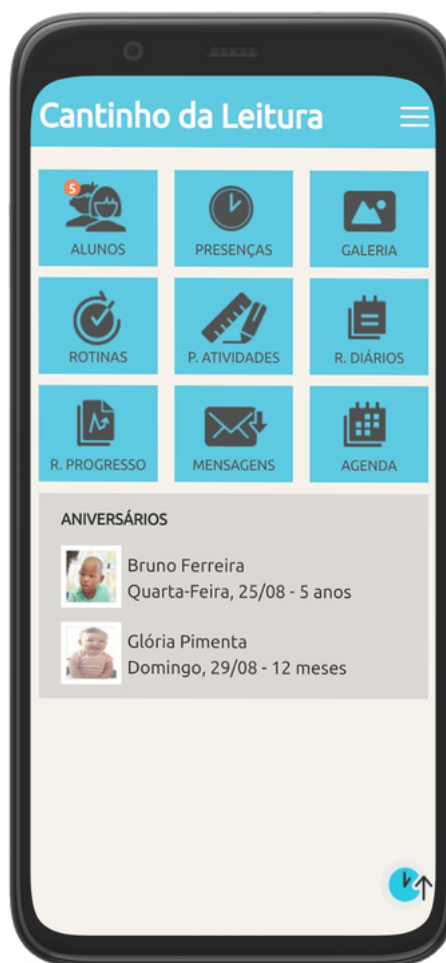 Cantinho da Leitura
5
ALUNOS
PRESENÇAS
GALERIA
ROTINAS
P. ATIVIDADES
R. DIÁRIOS
R. PROGRESSO
MENSAGENS
AGENDA
ANIVERSÁRIOS
Bruno Ferreira
Quarta-Feira, 25/08 - 5 anos
Glória Pimenta
Domingo, 29/08 - 12 meses